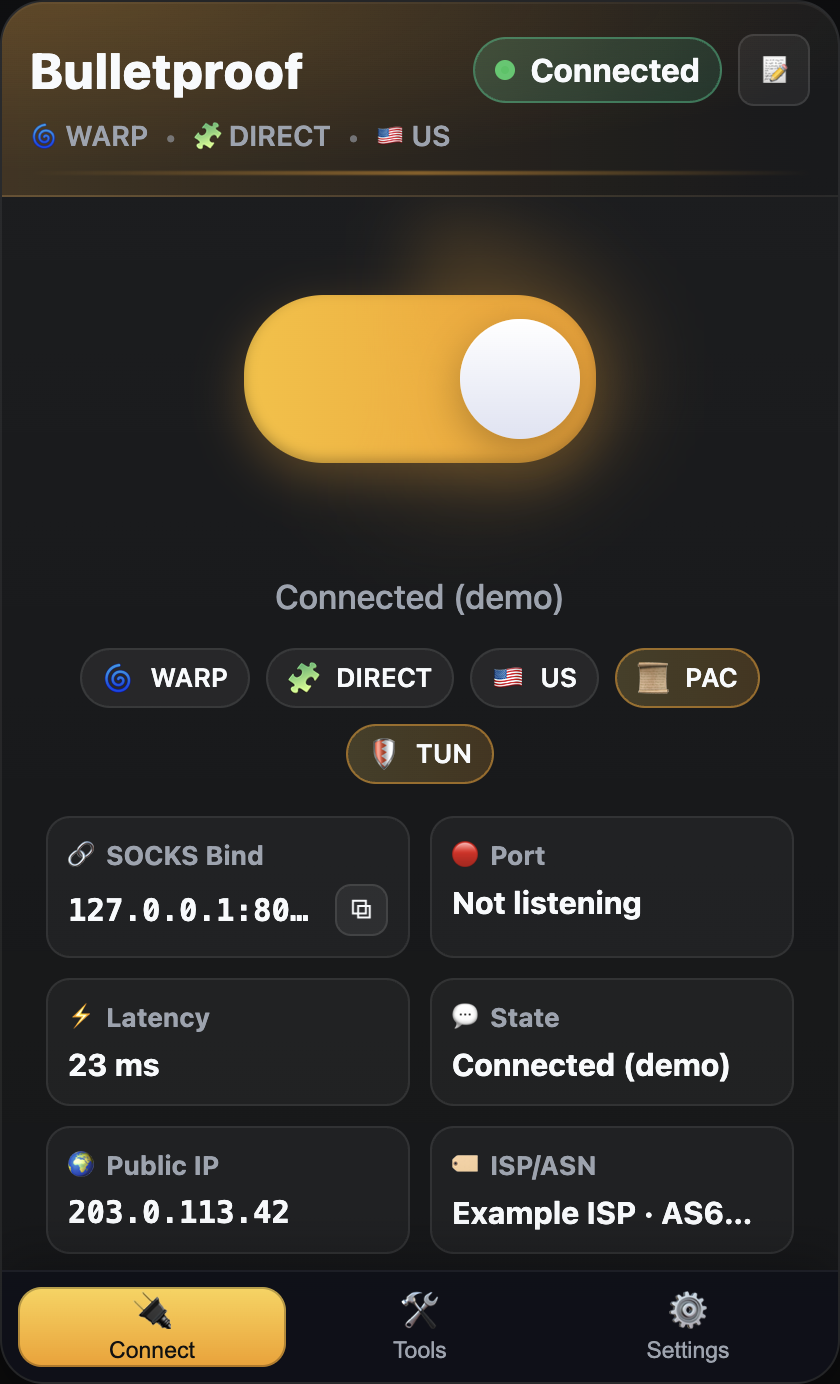 Bulletproof
Connected
WARP • DIRECT • US
Connected (demo)
WARP DIRECT US PAC
TUN
SOCKS Bind
127.0.0.1:80…
Port
Not listening
Latency
23 ms
State
Connected (demo)
Public IP
203.0.113.42
ISP/ASN
Example ISP · AS6…
Connect
Tools
Settings